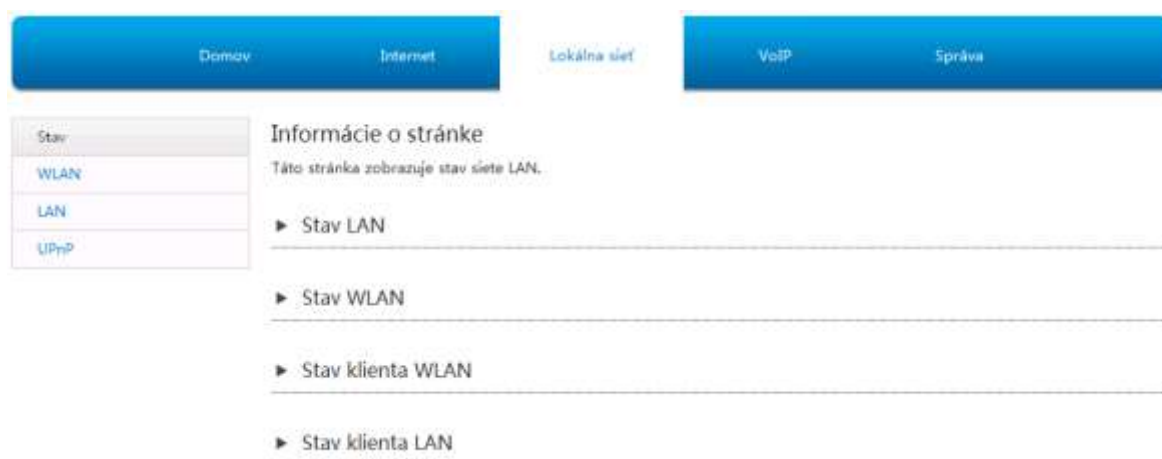 Domov Internet Lokálna sieť VoIP Správa
Stav
WLAN
LAN
UPnP
Informácie o stránke
Táto stránka zobrazuje stav siete LAN.
Stav LAN
Stav WLAN
Stav klienta WLAN
Stav klienta LAN